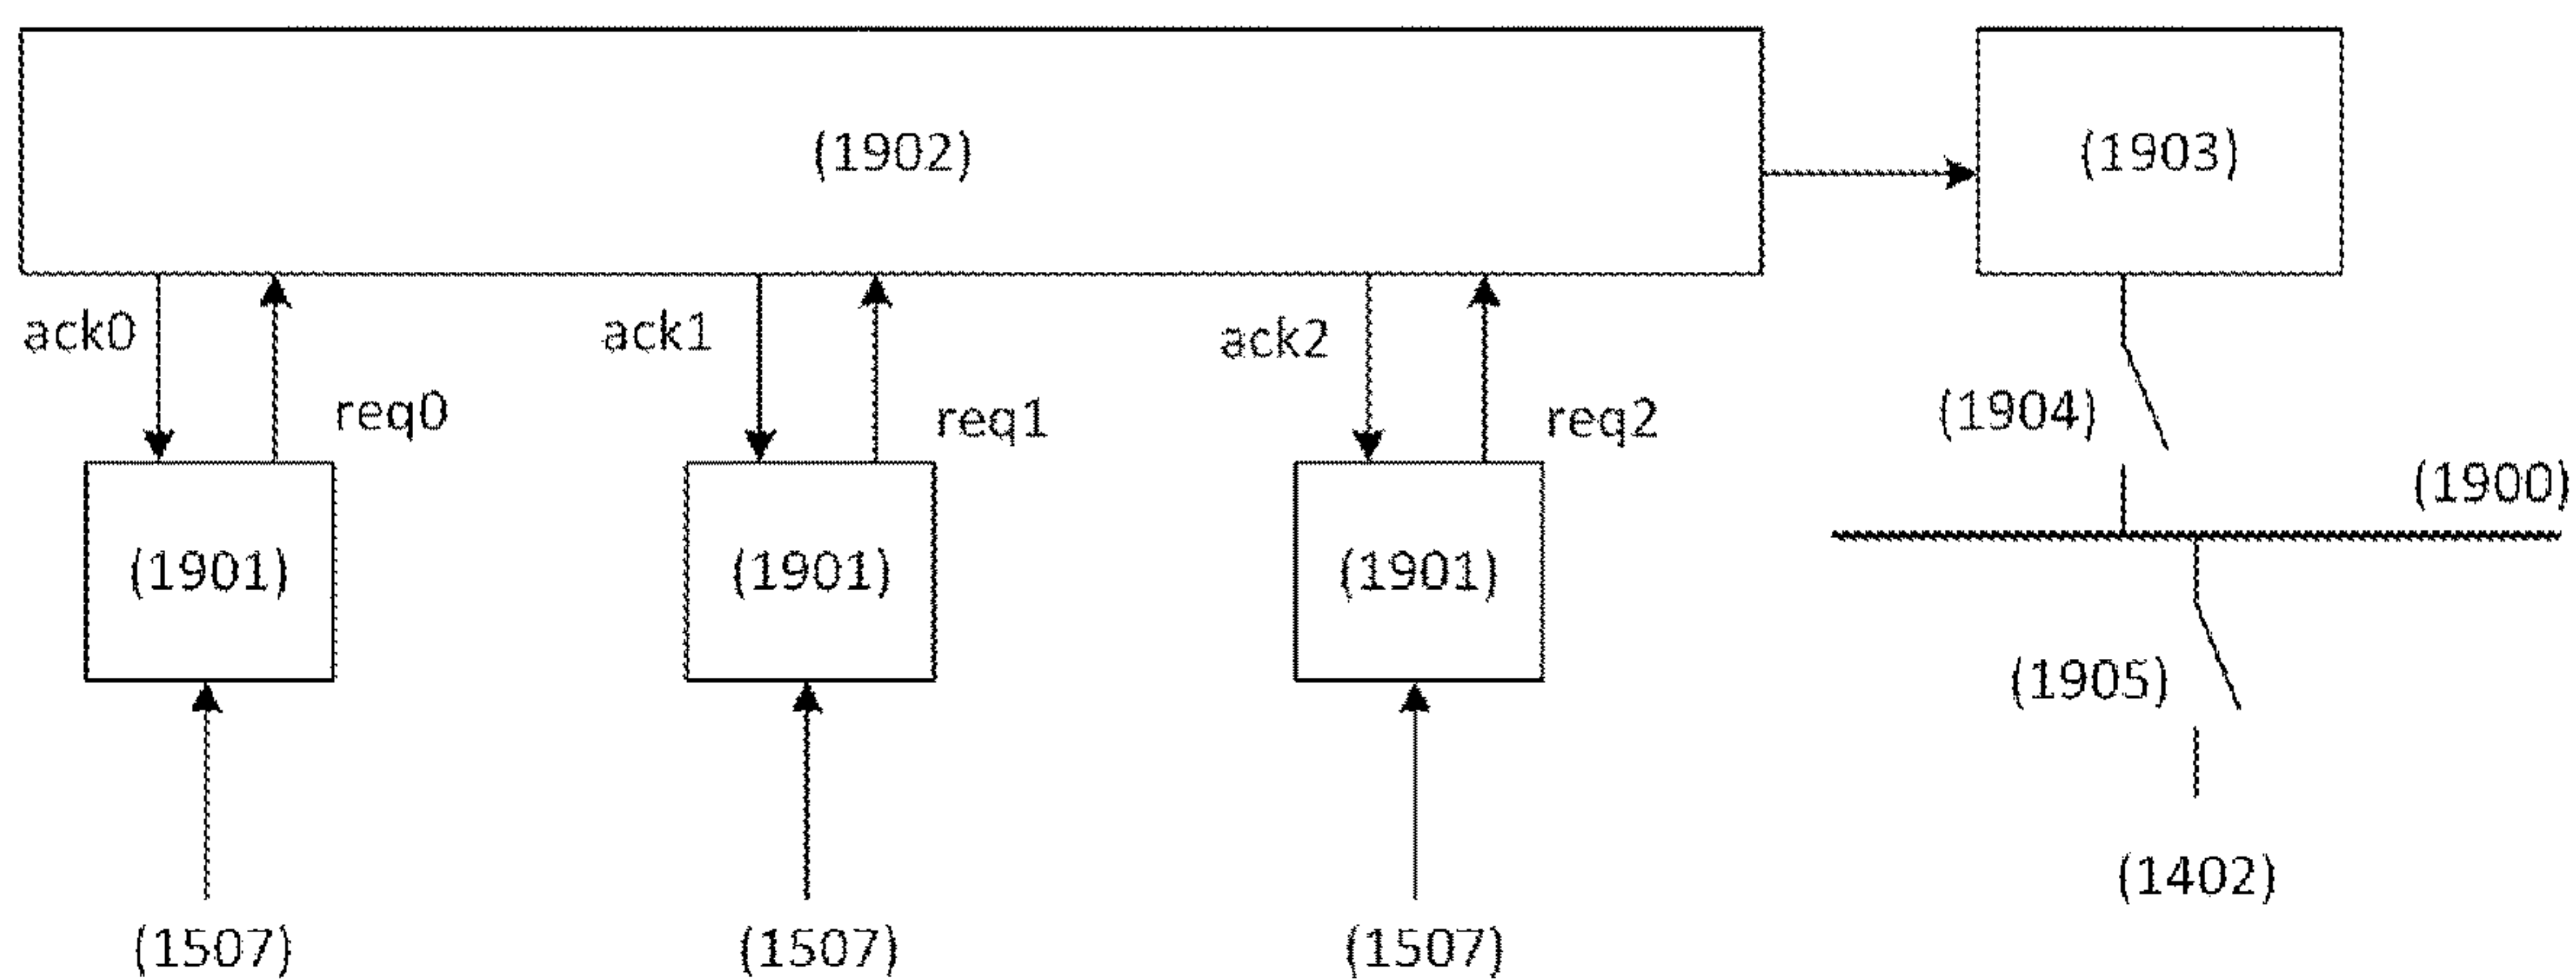 (1902)
(1903)
ack0
req0
ack1
req1
ack2
req2
(1904)
(1900)
(1901)
(1901)
(1901)
(1905)
(1402)
(1507)
(1507)
(1507)